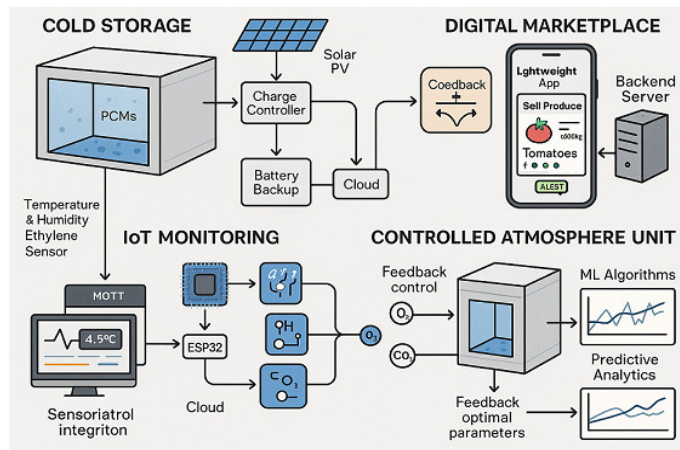 COLD STORAGE
PCMs
Solar
PV
Charge
Controller
Battery
Backup
Cloud
Coedback
DIGITAL MARKETPLACE
Lghtweight
App
Sell Produce
Tomatoes
ALEST
Backend
Server
Temperature
& Humidity
Ethylene
Sensor
IoT MONITORING
MOTT
4.5°C
Sensoriatrol
integriton
ESP32
Cloud
CONTROLLED ATMOSPHERE UNIT
Feedback
control
O₂
CO₃
O₃
ML Algorithms
Predictive
Analytics
Feedback
optimal
parameters